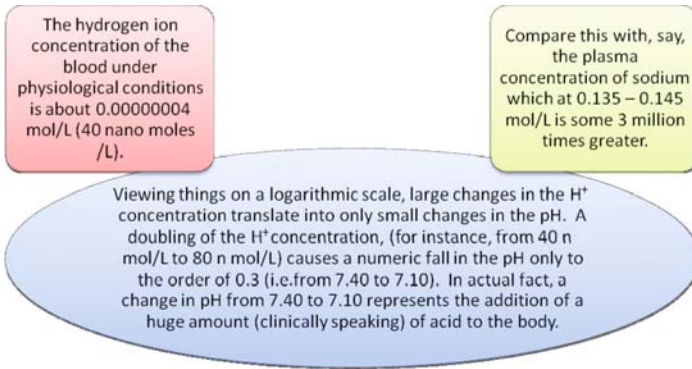 The hydrogen ion
concentration of the
blood under
physiological conditions
is about 0.00000004
mol/L (40 nano moles
/L).
Compare this with, say,
the plasma
concentration of sodium
which at 0.135 – 0.145
mol/L is some 3 million
times greater.
Viewing things on a logarithmic scale, large changes in the H⁺
concentration translate into only small changes in the pH. A
doubling of the H⁺ concentration, (for instance, from 40 n
mol/L to 80 n mol/L) causes a numeric fall in the pH only to
the order of 0.3 (i.e.from 7.40 to 7.10). In actual fact, a
change in pH from 7.40 to 7.10 represents the addition of a
huge amount (clinically speaking) of acid to the body.